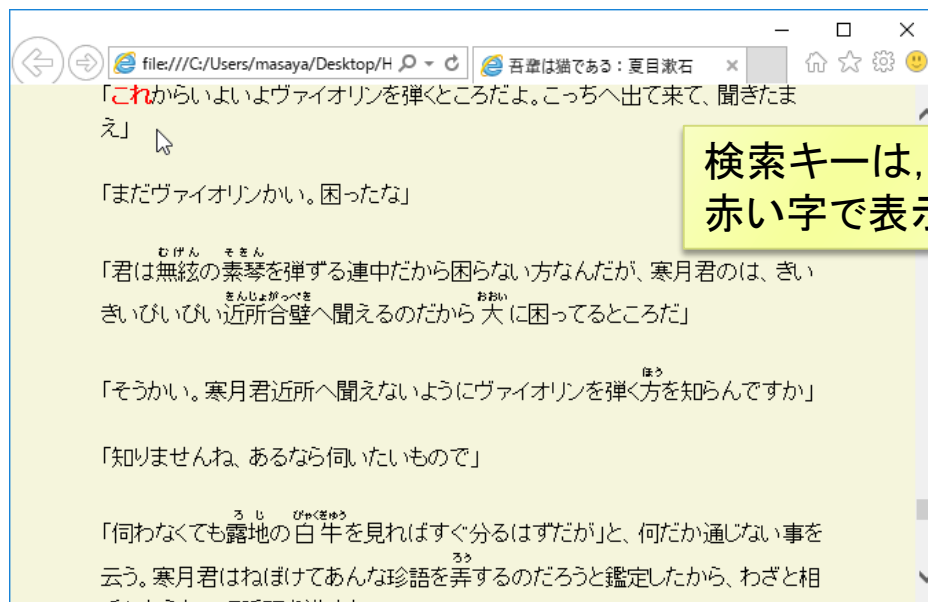 file:///C:/Users/masaya/Desktop/H
吾輩は猫である：夏目漱石
「これからいよいよヴァイオリンを弾くところだよ。こっちへ出て来て、聞きたま
え」
検索キーは,
赤い字で表示
「まだヴァイオリンかい。困ったな」
むげん そきん
「君は無絃の素琴を弾ずる連中だから困らない方なんだが、寒月君のは、きい
きんじょがっぺき おおい
きいぴいぴい近所合壁へ聞えるのだから大に困ってるところだ」
ほう
「そうかい。寒月君近所へ聞えないようにヴァイオリンを弾く方を知らんですか」
「知りませんね、あるなら伺いたいもので」
ろじ びゃくぎゅう
「伺わなくても露地の白牛を見ればすぐ分るはずだが」と、何だか通じない事を
ろう
云う。寒月君はねぼけてあんな珍語を弄するのだろうと鑑定したから、わざと相